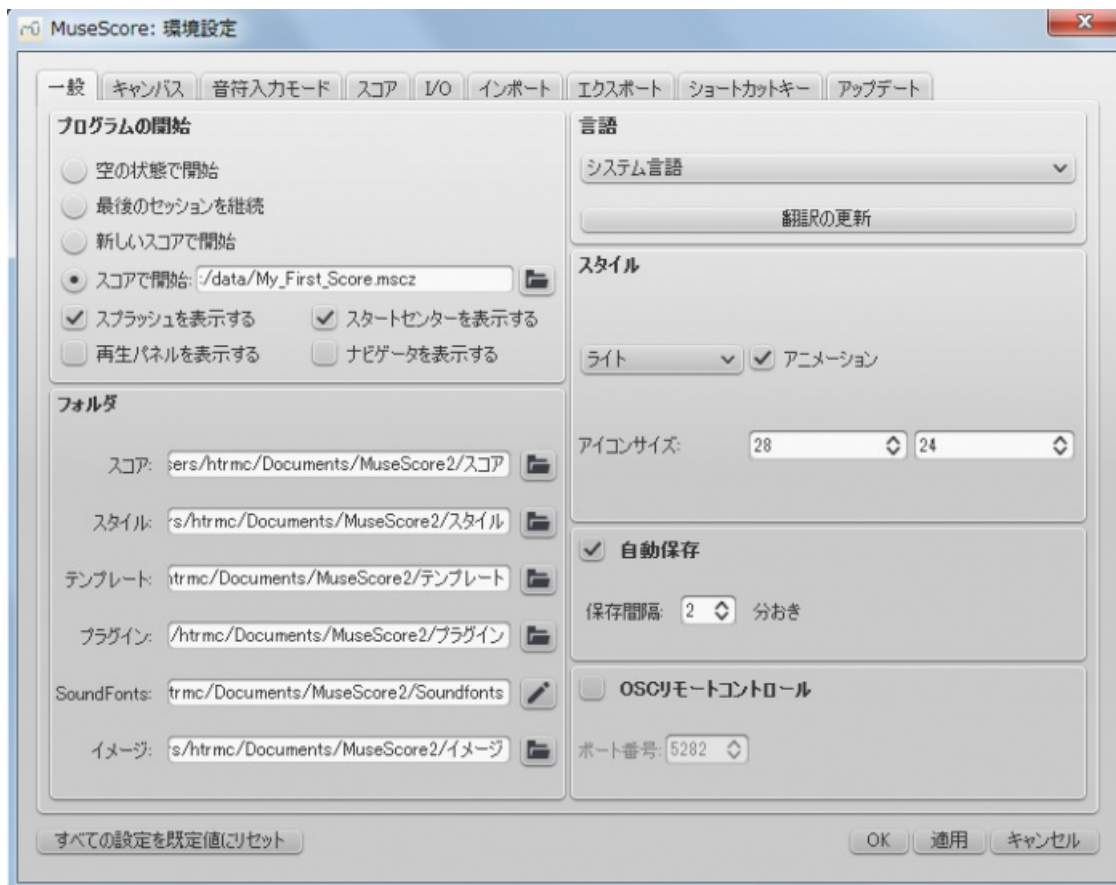 MuseScore: 環境設定
一般 キャンバス 音符入力モード スコア I/O インポート エクスポート ショートカットキー アップデート
プログラムの開始
空の状態で開始
最後のセッションを継続
新しいスコアで開始
スコアで開始: :/data/My_First_Score.mscz
スプラッシュを表示する スタートセンターを表示する
再生パネルを表示する ナビゲータを表示する
フォルダ
スコア: sers/htrmc/Documents/MuseScore2/スコア
スタイル: 's/htrmc/Documents/MuseScore2/スタイル
テンプレート: htrmc/Documents/MuseScore2/テンプレート
プラグイン: /htrmc/Documents/MuseScore2/プラグイン
SoundFonts: trmc/Documents/MuseScore2/Soundfonts
イメージ: 's/htrmc/Documents/MuseScore2/イメージ
言語
システム言語
翻訳の更新
スタイル
ライト アニメーション
アイコンサイズ: 28 24
自動保存
保存間隔: 2 分おき
OSCリモートコントロール
ポート番号: 5282
すべての設定を既定値にリセット OK 適用 キャンセル